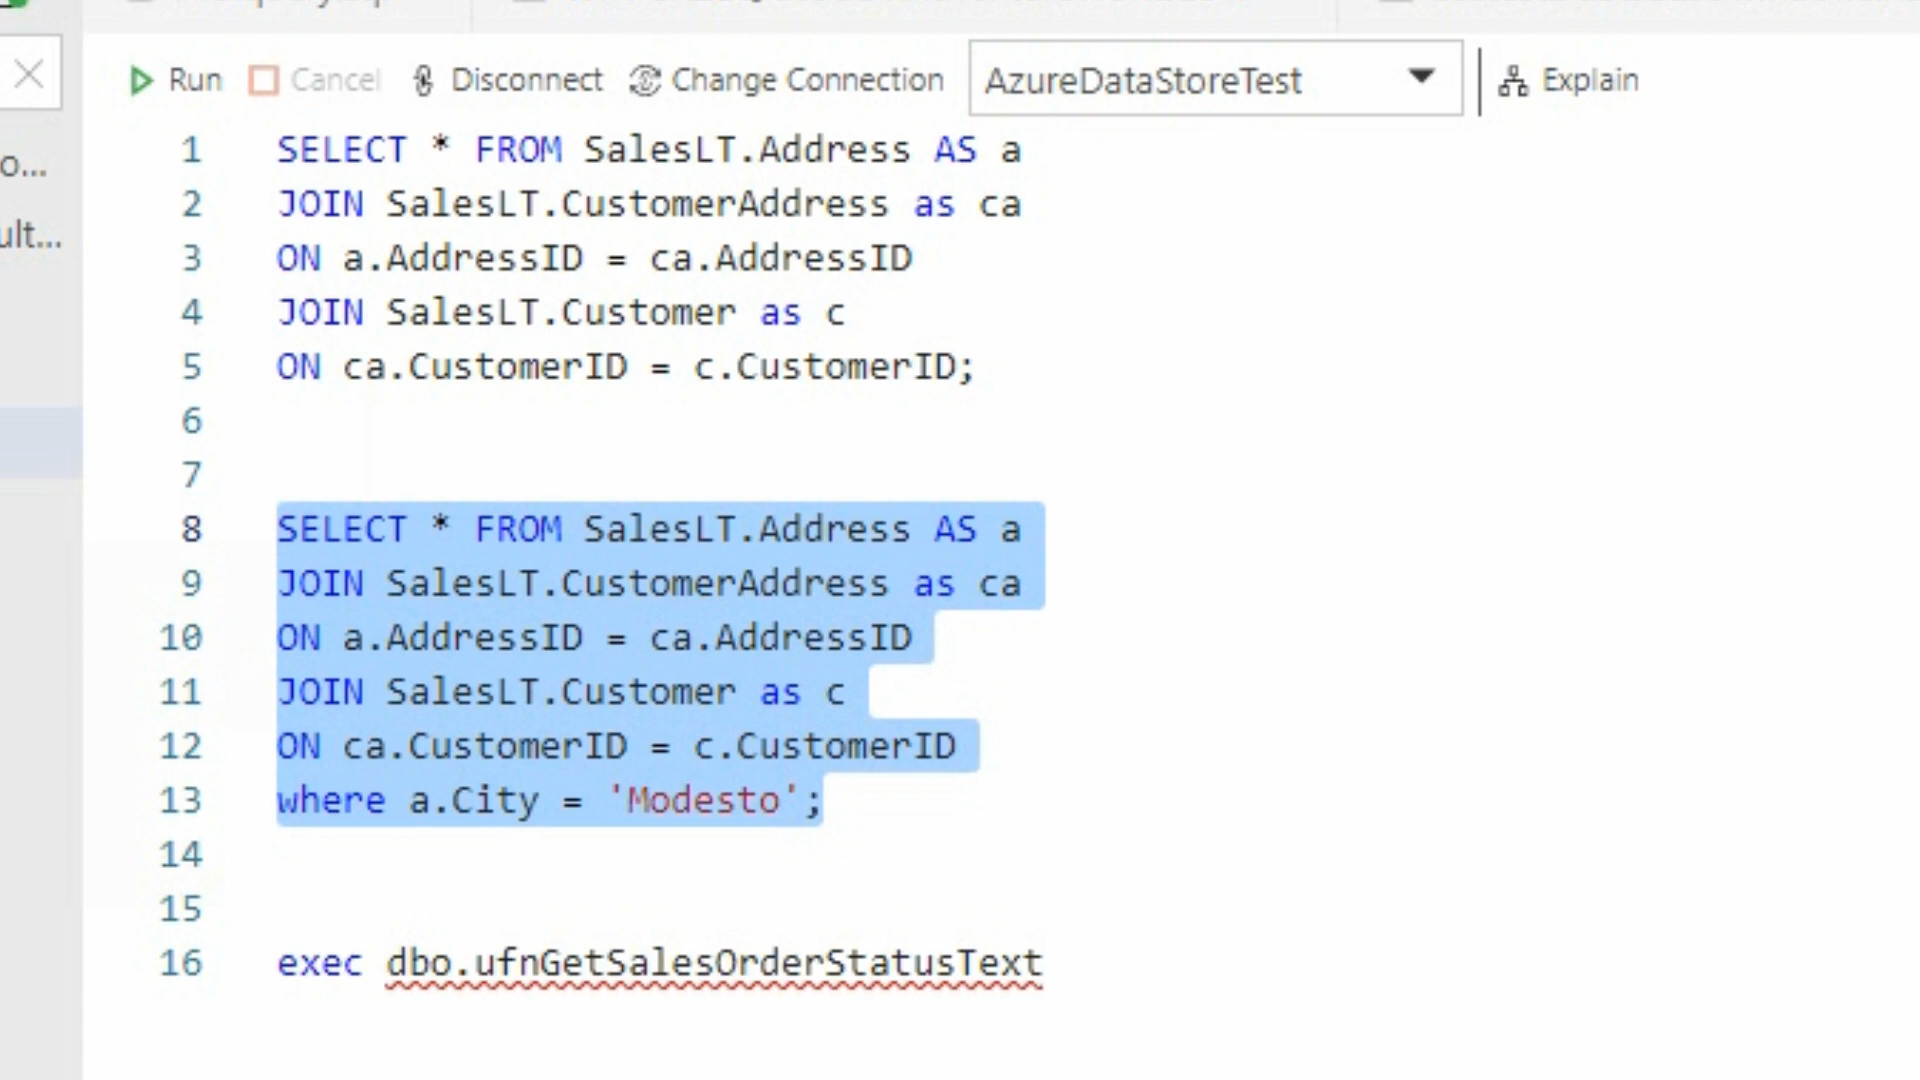 Run Cancel Disconnect Change Connection AzureDataStoreTest Explain
o...
ult...
1 SELECT * FROM SalesLT.Address AS a
2 JOIN SalesLT.CustomerAddress as ca
3 ON a.AddressID = ca.AddressID
4 JOIN SalesLT.Customer as c
5 ON ca.CustomerID = c.CustomerID;
6
7
8 SELECT * FROM SalesLT.Address AS a
9 JOIN SalesLT.CustomerAddress as ca
10 ON a.AddressID = ca.AddressID
11 JOIN SalesLT.Customer as c
12 ON ca.CustomerID = c.CustomerID
13 where a.City = 'Modesto';
14
15
16 exec dbo.ufnGetSalesOrderStatusText